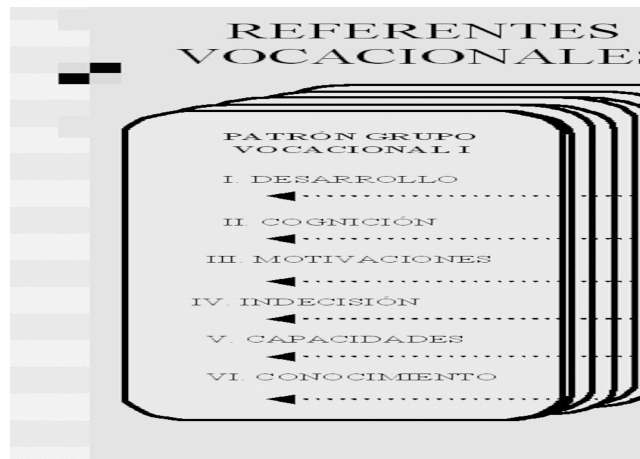 REFERENTES
VOCACIONALES
PATRÓN GRUPO
VOCACIONAL I
I. DESARROLLO
II. COGNICIÓN
III. MOTIVACIONES
IV. INDECISIÓN
V. CAPACIDADES
VI. CONOCIMIENTO